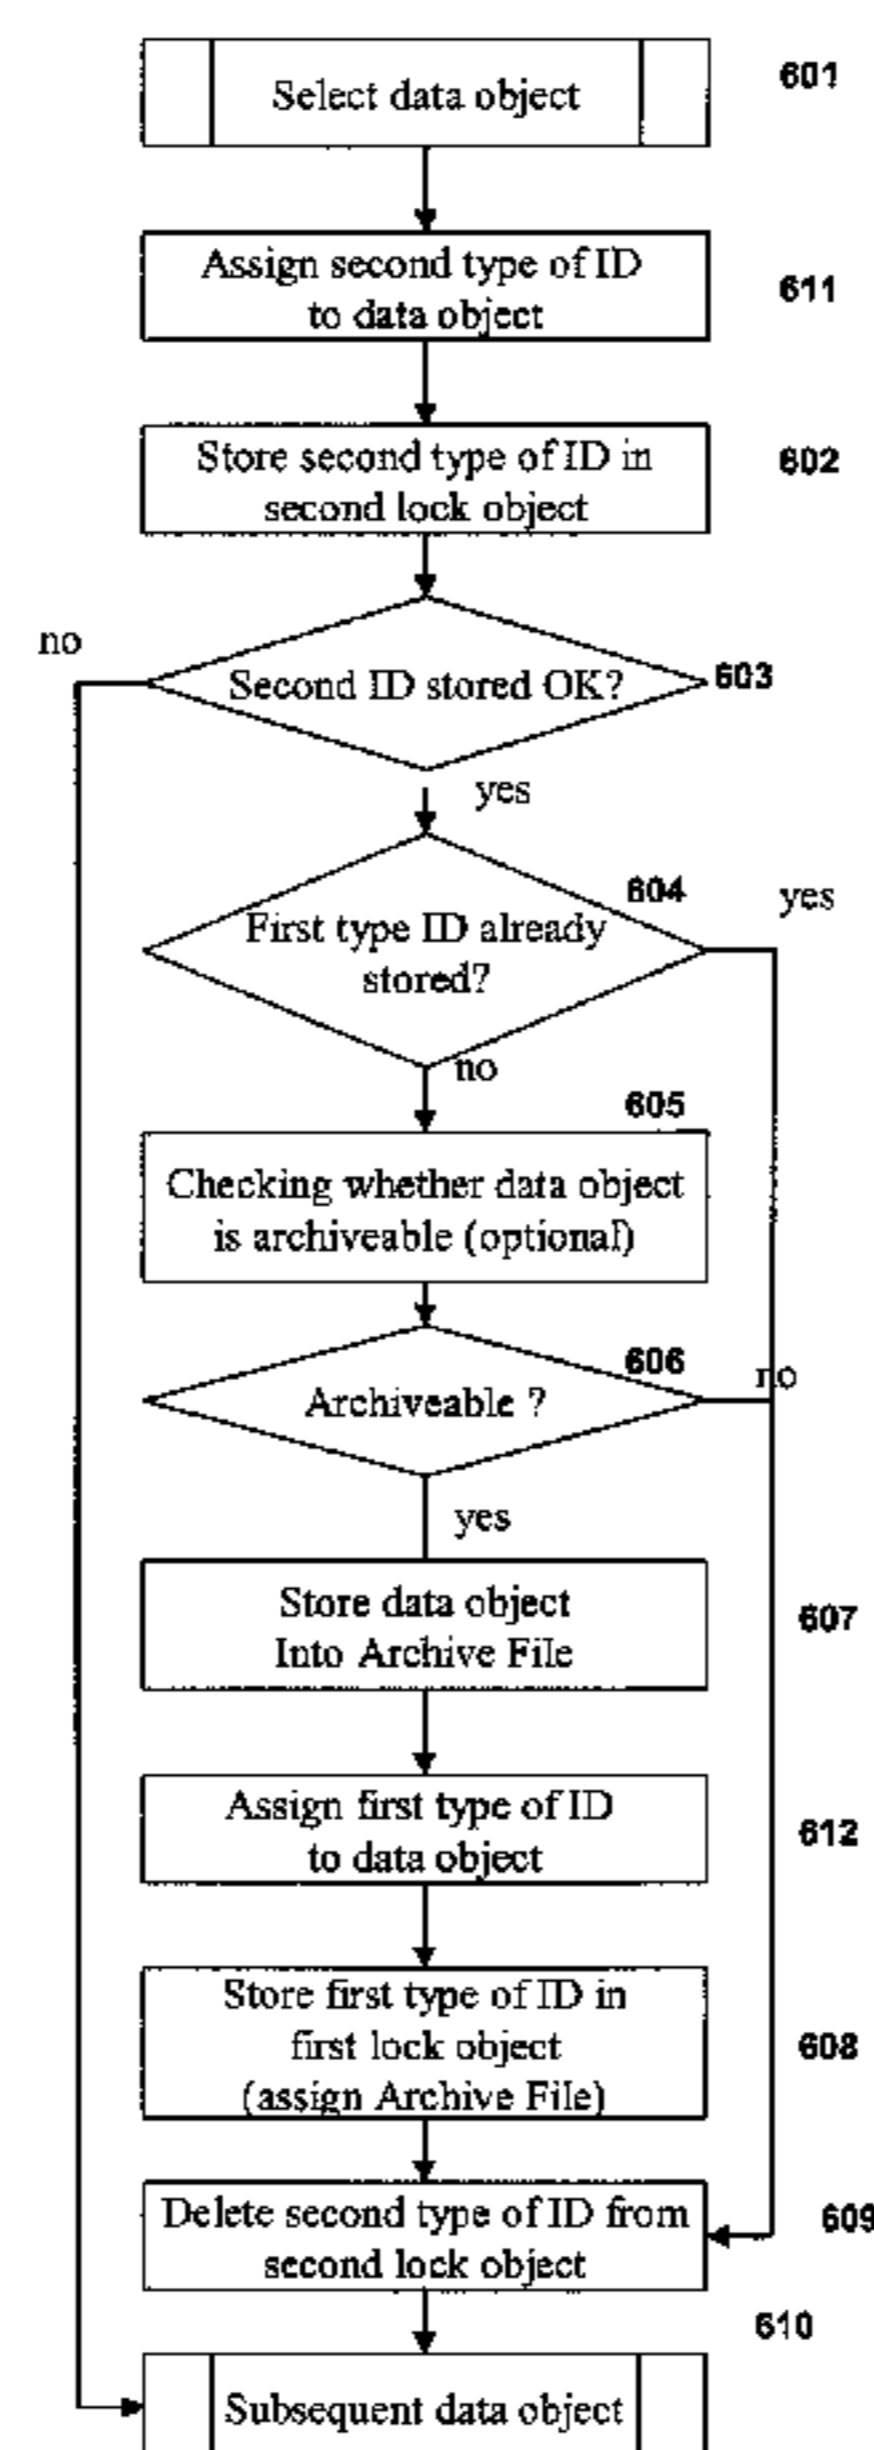 Select data object
601
Assign second type of ID
to data object
611
Store second type of ID in
second lock object
602
no
Second ID stored OK?
603
yes
604
yes
First type ID already
stored?
no
605
Checking whether data object
is archiveable (optional)
606
no
Archiveable ?
yes
Store data object
Into Archive File
607
Assign first type of ID
to data object
612
Store first type of ID in
first lock object
(assign Archive File)
608
Delete second type of ID from
second lock object
609
610
Subsequent data object